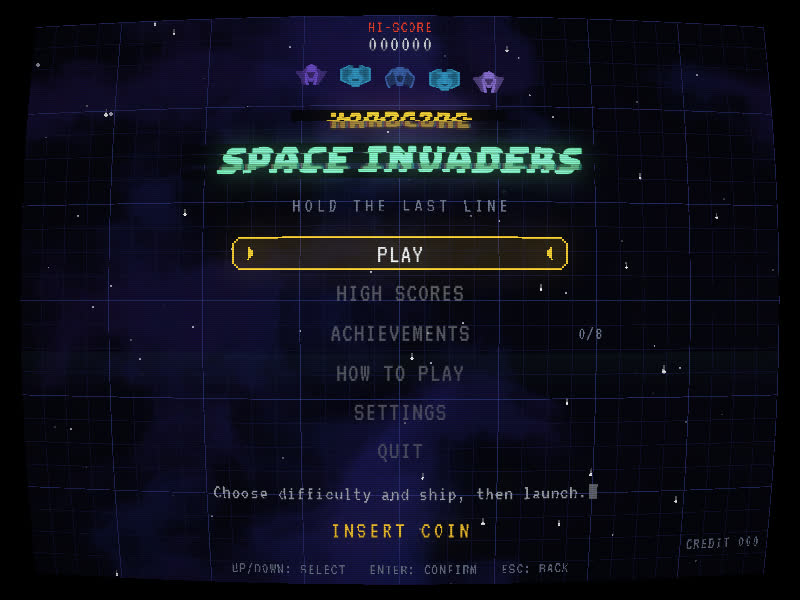 HI-SCORE
000000
HARDCORE
SPACE INVADERS
HOLD THE LAST LINE
PLAY
HIGH SCORES
ACHIEVEMENTS 0/8
HOW TO PLAY
SETTINGS
QUIT
Choose difficulty and ship, then launch.
INSERT COIN
CREDIT 000
UP/DOWN: SELECT ENTER: CONFIRM ESC: BACK